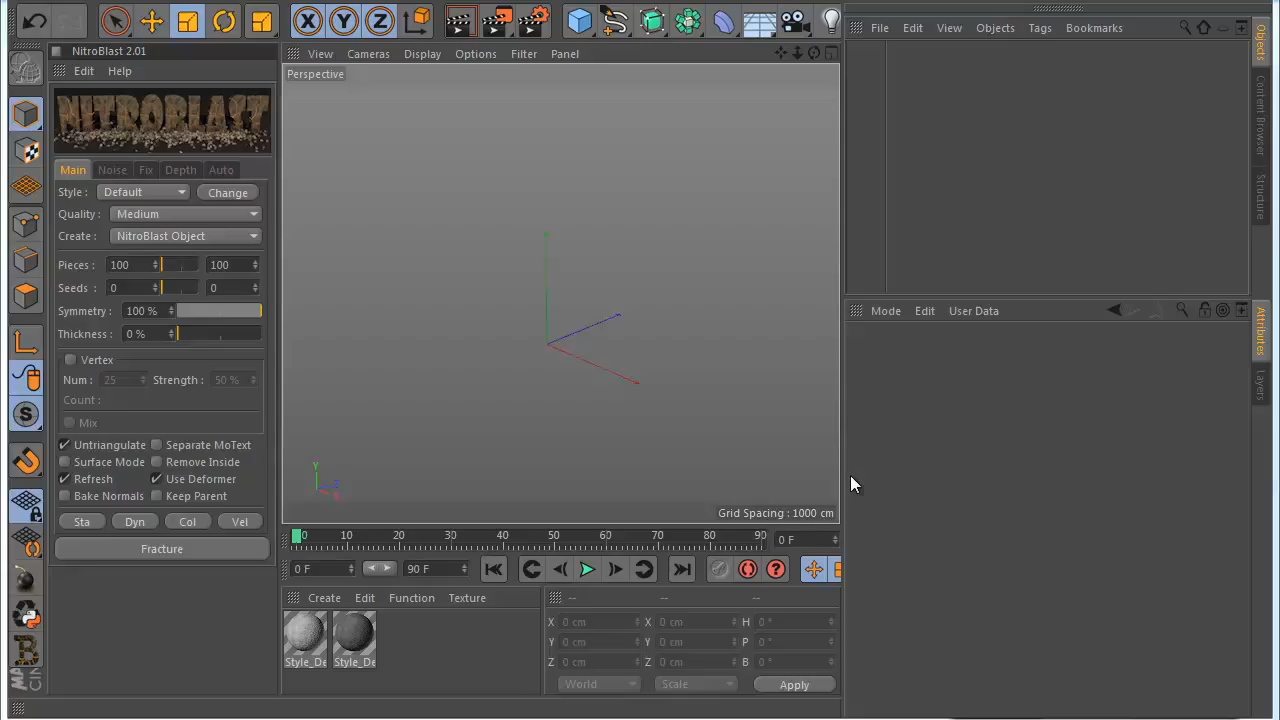 NitroBlast 2.01
Edit Help
NITROBLAST
Main Noise Fix Depth Auto
Style : Default Change
Quality : Medium
Create : NitroBlast Object
Pieces : 100 100
Seeds : 0 0
Symmetry : 100 %
Thickness : 0 %
Vertex
Num : 25 Strength : 50 %
Count :
Mix
Untriangulate Separate MoText
Surface Mode Remove Inside
Refresh Use Deformer
Bake Normals Keep Parent
Sta Dyn Col Vel
Fracture
X Y Z
View Cameras Display Options Filter Panel
Perspective
Y
Z
X
Grid Spacing : 1000 cm
0 10 20 30 40 50 60 70 80 90 0 F
0 F 90 F
Create Edit Function Texture
Style_De Style_De
-- -- --
X 0 cm X 0 cm H 0 °
Y 0 cm Y 0 cm P 0 °
Z 0 cm Z 0 cm B 0 °
World Scale Apply
File Edit View Objects Tags Bookmarks
Objects
Content Browser
Structure
Mode Edit User Data
Attributes
Layers
S
B